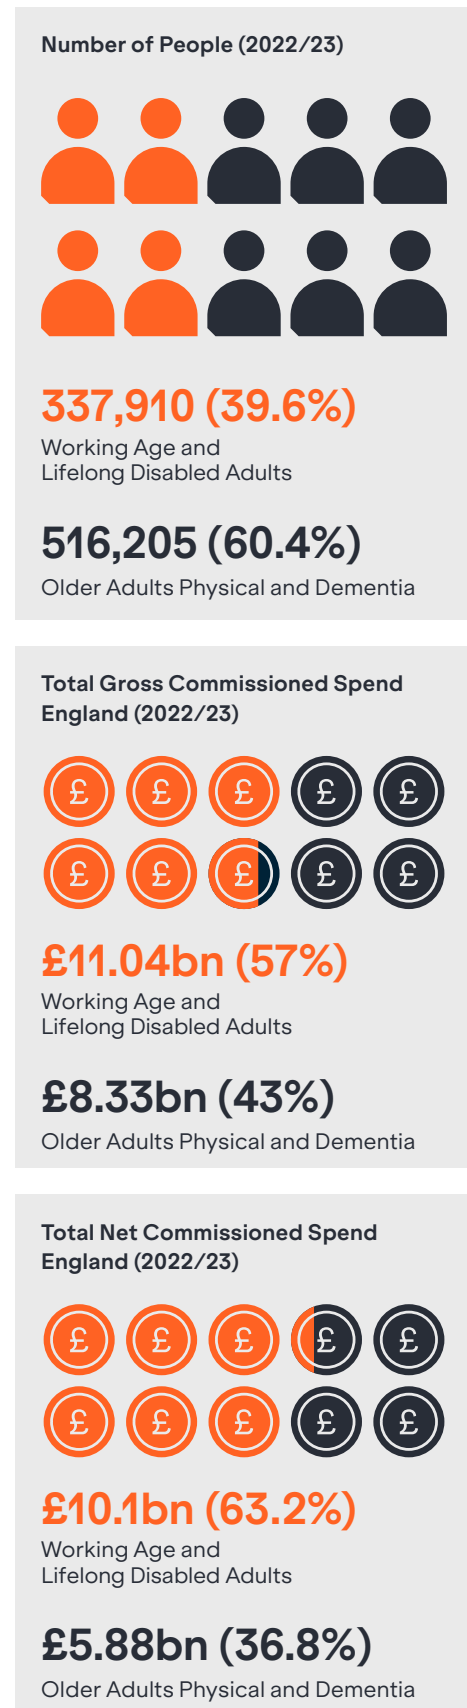 Number of People (2022/23)
337,910 (39.6%)
Working Age and
Lifelong Disabled Adults
516,205 (60.4%)
Older Adults Physical and Dementia
Total Gross Commissioned Spend
England (2022/23)
£ £ £ £ £
£ £ £ £ £
£11.04bn (57%)
Working Age and
Lifelong Disabled Adults
£8.33bn (43%)
Older Adults Physical and Dementia
Total Net Commissioned Spend
England (2022/23)
£ £ £ £ £
£ £ £ £ £
£10.1bn (63.2%)
Working Age and
Lifelong Disabled Adults
£5.88bn (36.8%)
Older Adults Physical and Dementia